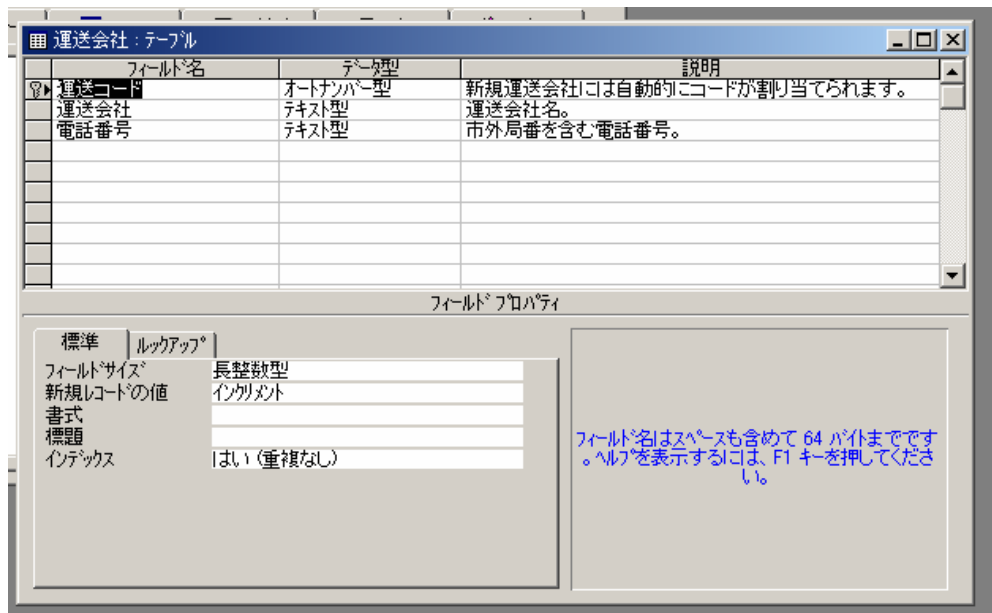 運送会社 : テーブル
フィールド名 データ型 説明
運送コード オートナンバー型 新規運送会社には自動的にコードが割り当てられます。
運送会社 テキスト型 運送会社名。
電話番号 テキスト型 市外局番を含む電話番号。
フィールド プロパティ
標準 ルックアップ
フィールドサイズ 長整数型
新規レコードの値 インクリメント
書式
標題
インデックス はい (重複なし)
フィールド名はスペースも含めて 64 バイトまでです
。ヘルプを表示するには、F1 キーを押してくださ
い。